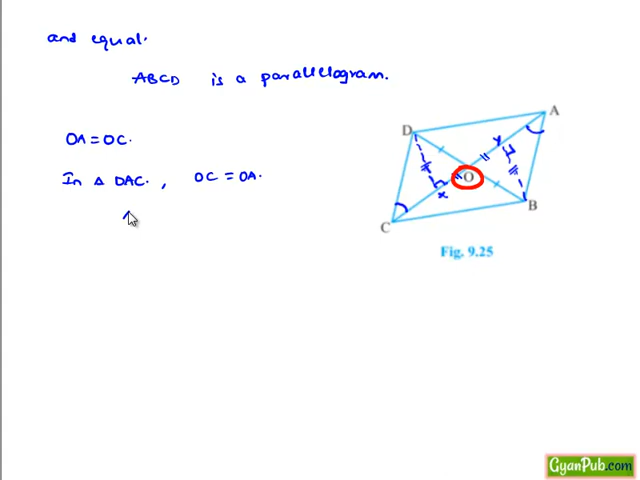 and equal.
ABCD is a parallelogram.
OA = OC.
In Δ DAC. , OC = OA.
D
A
O
x
y
C
B
Fig. 9.25
GyanPub.com